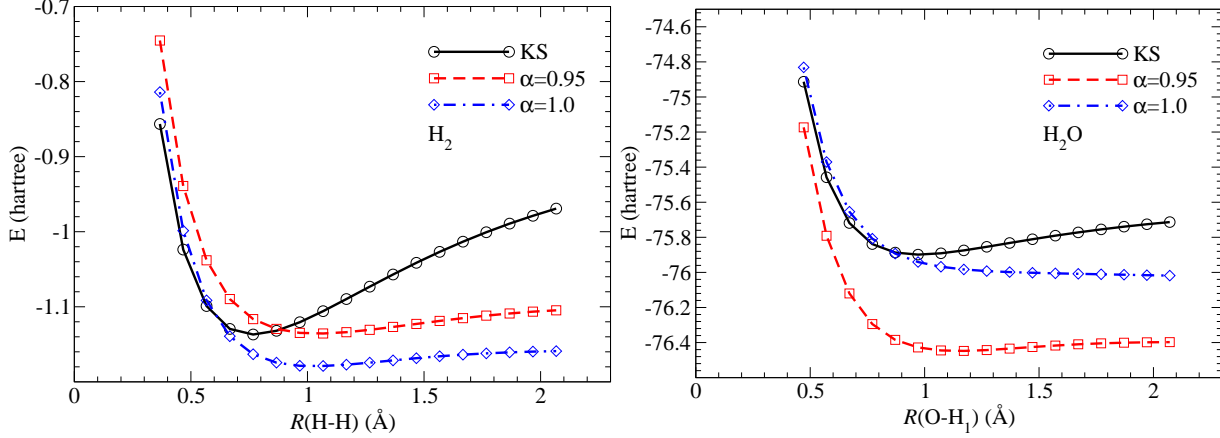 -0.7
-0.8
-0.9
-1
-1.1
E (hartree)
0
0.5
1
1.5
2
R(H-H) (Å)
KS
α=0.95
α=1.0
H₂
-74.6
-74.8
-75
-75.2
-75.4
-75.6
-75.8
-76
-76.2
-76.4
E (hartree)
0
0.5
1
1.5
2
R(O-H₁) (Å)
KS
α=0.95
α=1.0
H₂O